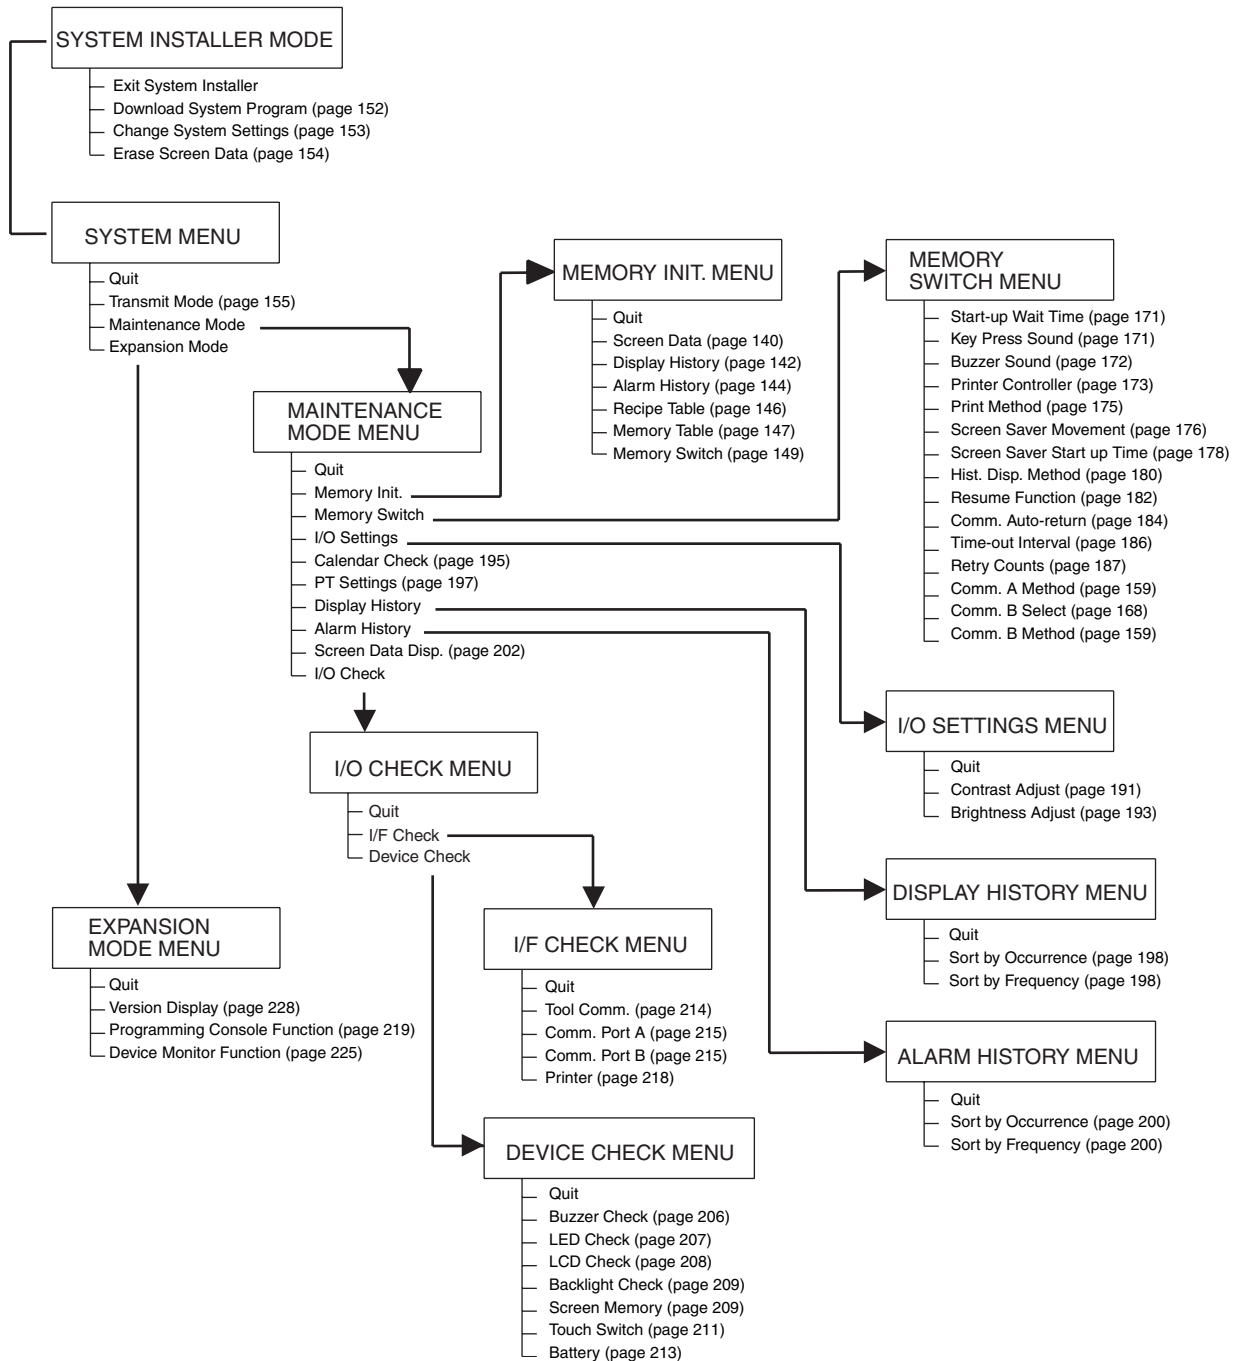 SYSTEM INSTALLER MODE
Exit System Installer
Download System Program (page 152)
Change System Settings (page 153)
Erase Screen Data (page 154)
SYSTEM MENU
Quit
Transmit Mode (page 155)
Maintenance Mode
Expansion Mode
MEMORY INIT. MENU
Quit
Screen Data (page 140)
Display History (page 142)
Alarm History (page 144)
Recipe Table (page 146)
Memory Table (page 147)
Memory Switch (page 149)
MEMORY
SWITCH MENU
Start-up Wait Time (page 171)
Key Press Sound (page 171)
Buzzer Sound (page 172)
Printer Controller (page 173)
Print Method (page 175)
Screen Saver Movement (page 176)
Screen Saver Start up Time (page 178)
Hist. Disp. Method (page 180)
Resume Function (page 182)
Comm. Auto-return (page 184)
Time-out Interval (page 186)
Retry Counts (page 187)
Comm. A Method (page 159)
Comm. B Select (page 168)
Comm. B Method (page 159)
MAINTENANCE
MODE MENU
Quit
Memory Init.
Memory Switch
I/O Settings
Calendar Check (page 195)
PT Settings (page 197)
Display History
Alarm History
Screen Data Disp. (page 202)
I/O Check
I/O SETTINGS MENU
Quit
Contrast Adjust (page 191)
Brightness Adjust (page 193)
I/O CHECK MENU
Quit
I/F Check
Device Check
DISPLAY HISTORY MENU
Quit
Sort by Occurrence (page 198)
Sort by Frequency (page 198)
EXPANSION
MODE MENU
Quit
Version Display (page 228)
Programming Console Function (page 219)
Device Monitor Function (page 225)
I/F CHECK MENU
Quit
Tool Comm. (page 214)
Comm. Port A (page 215)
Comm. Port B (page 215)
Printer (page 218)
ALARM HISTORY MENU
Quit
Sort by Occurrence (page 200)
Sort by Frequency (page 200)
DEVICE CHECK MENU
Quit
Buzzer Check (page 206)
LED Check (page 207)
LCD Check (page 208)
Backlight Check (page 209)
Screen Memory (page 209)
Touch Switch (page 211)
Battery (page 213)